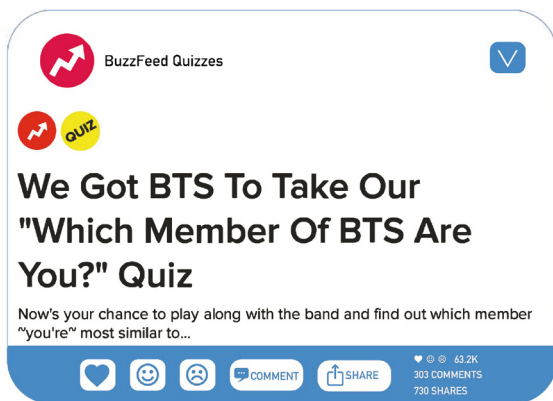 BuzzFeed Quizzes
QUIZ
We Got BTS To Take Our
"Which Member Of BTS Are
You?" Quiz
Now's your chance to play along with the band and find out which member
~you're~ most similar to...
COMMENT
SHARE
63.2K
303 COMMENTS
730 SHARES